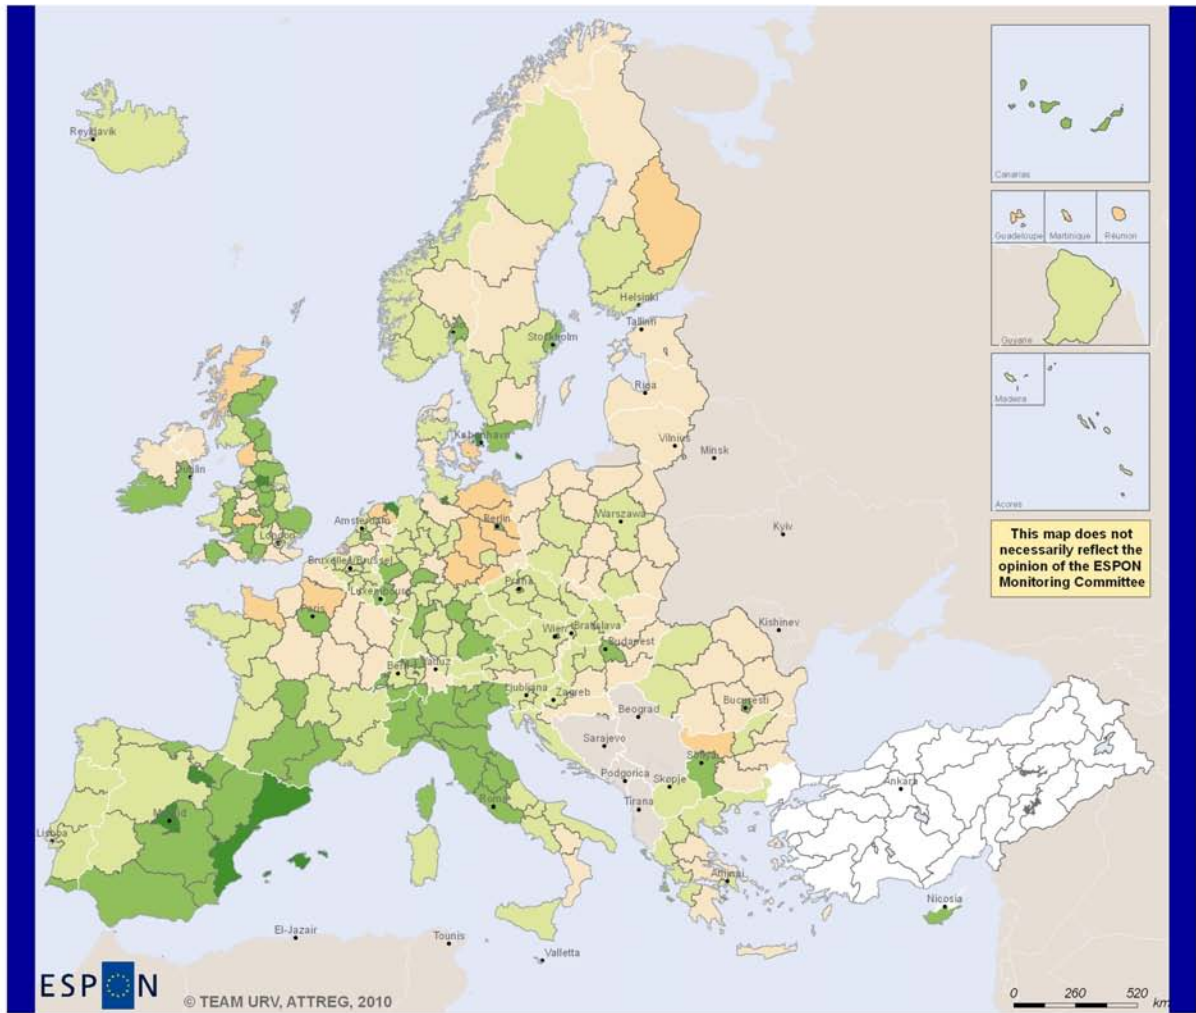 Reykjavik
Canarias
Guadeloupe
Martinique
Réunion
Guyane
Helsinki
Tallinn
Stockholm
Madeira
Riga
Acores
København
Vilnius
Minsk
Dublin
Berlin
Warszawa
Amsterdam
London
Kyiv
This map does not
necessarily reflect the
opinion of the ESPON
Monitoring Committee
Bruxelles/Brussel
Praha
Luxembourg
Paris
Wien
Bratislava
Kishinev
Budapest
Bern
Vaduz
Ljubljana
Zagreb
Bucuresti
Beograd
Sarajevo
Sofia
Podgorica
Skopje
Ankara
Roma
Tirana
Madrid
Lisboa
Athinai
Nicosia
El-Jazair
Tounis
Valletta
ESPON
© TEAM URV, ATTREG, 2010
0 260 520
km